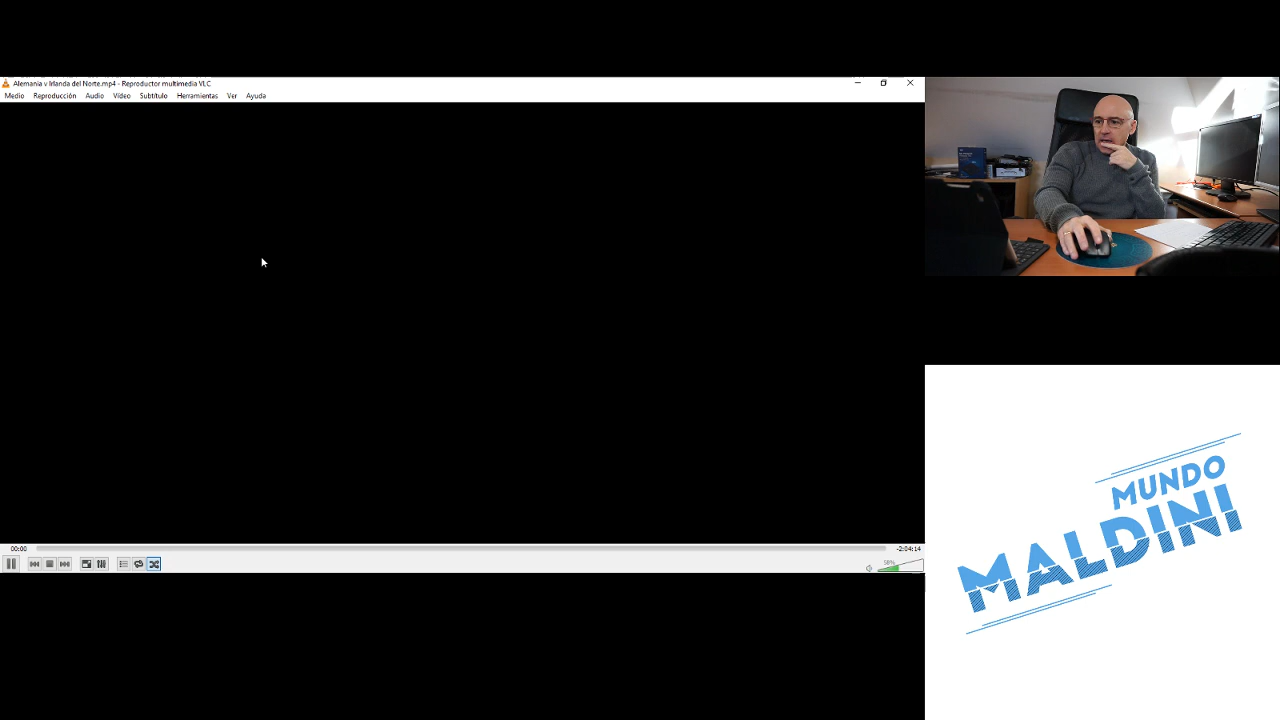 Alemania v Irlanda del Norte.mp4 - Reproductor multimedia VLC
Medio Reproducción Audio Vídeo Subtítulo Herramientas Ver Ayuda
00:00 -2:04:14
58%
MUNDO
MALDINI